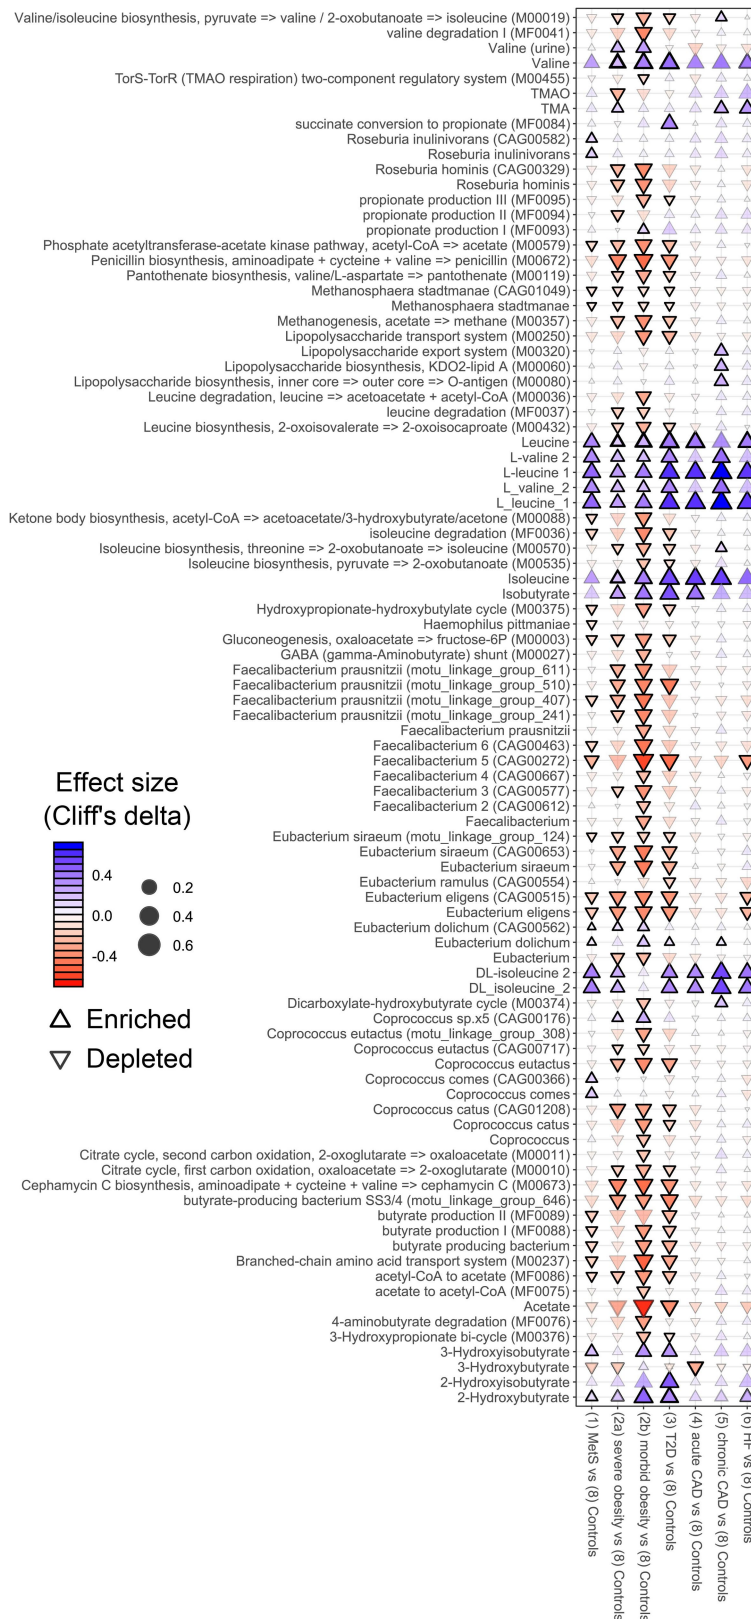 Valine/isoleucine biosynthesis, pyruvate => valine / 2-oxobutanoate => isoleucine (M00019)
valine degradation I (MF0041)
Valine (urine)
Valine
TorS-TorR (TMAO respiration) two-component regulatory system (M00455)
TMAO
TMA
succinate conversion to propionate (MF0084)
Roseburia inulinivorans (CAG00582)
Roseburia inulinivorans
Roseburia hominis (CAG00329)
Roseburia hominis
propionate production III (MF0095)
propionate production II (MF0094)
propionate production I (MF0093)
Phosphate acetyltransferase-acetate kinase pathway, acetyl-CoA => acetate (M00579)
Penicillin biosynthesis, aminoadipate + cycteine + valine => penicillin (M00672)
Pantothenate biosynthesis, valine/L-aspartate => pantothenate (M00119)
Methanosphaera stadtmanae (CAG01049)
Methanosphaera stadtmanae
Methanogenesis, acetate => methane (M00357)
Lipopolysaccharide transport system (M00250)
Lipopolysaccharide export system (M00320)
Lipopolysaccharide biosynthesis, KDO2-lipid A (M00060)
Lipopolysaccharide biosynthesis, inner core => outer core => O-antigen (M00080)
Leucine degradation, leucine => acetoacetate + acetyl-CoA (M00036)
leucine degradation (MF0037)
Leucine biosynthesis, 2-oxoisovalerate => 2-oxoisocaproate (M00432)
Leucine
L-valine 2
L-leucine 1
L_valine_2
L_leucine_1
Ketone body biosynthesis, acetyl-CoA => acetoacetate/3-hydroxybutyrate/acetone (M00088)
isoleucine degradation (MF0036)
Isoleucine biosynthesis, threonine => 2-oxobutanoate => isoleucine (M00570)
Isoleucine biosynthesis, pyruvate => 2-oxobutanoate (M00535)
Isoleucine
Isobutyrate
Hydroxypropionate-hydroxybutylate cycle (M00375)
Haemophilus pittmaniae
Gluconeogenesis, oxaloacetate => fructose-6P (M00003)
GABA (gamma-Aminobutyrate) shunt (M00027)
Faecalibacterium prausnitzii (motu_linkage_group_611)
Faecalibacterium prausnitzii (motu_linkage_group_510)
Faecalibacterium prausnitzii (motu_linkage_group_407)
Faecalibacterium prausnitzii (motu_linkage_group_241)
Faecalibacterium prausnitzii
Faecalibacterium 6 (CAG00463)
Faecalibacterium 5 (CAG00272)
Faecalibacterium 4 (CAG00667)
Faecalibacterium 3 (CAG00577)
Faecalibacterium 2 (CAG00612)
Faecalibacterium
Eubacterium siraeum (motu_linkage_group_124)
Eubacterium siraeum (CAG00653)
Eubacterium siraeum
Eubacterium ramulus (CAG00554)
Eubacterium eligens (CAG00515)
Eubacterium eligens
Eubacterium dolichum (CAG00562)
Eubacterium dolichum
Eubacterium
DL-isoleucine 2
DL_isoleucine_2
Dicarboxylate-hydroxybutyrate cycle (M00374)
Coprococcus sp.x5 (CAG00176)
Coprococcus eutactus (motu_linkage_group_308)
Coprococcus eutactus (CAG00717)
Coprococcus eutactus
Coprococcus comes (CAG00366)
Coprococcus comes
Coprococcus catus (CAG01208)
Coprococcus catus
Coprococcus
Citrate cycle, second carbon oxidation, 2-oxoglutarate => oxaloacetate (M00011)
Citrate cycle, first carbon oxidation, oxaloacetate => 2-oxoglutarate (M00010)
Cephamycin C biosynthesis, aminoadipate + cycteine + valine => cephamycin C (M00673)
butyrate-producing bacterium SS3/4 (motu_linkage_group_646)
butyrate production II (MF0089)
butyrate production I (MF0088)
butyrate producing bacterium
Branched-chain amino acid transport system (M00237)
acetyl-CoA to acetate (MF0086)
acetate to acetyl-CoA (MF0075)
Acetate
4-aminobutyrate degradation (MF0076)
3-Hydroxypropionate bi-cycle (M00376)
3-Hydroxyisobutyrate
3-Hydroxybutyrate
2-Hydroxyisobutyrate
2-Hydroxybutyrate
Effect size
(Cliff's delta)
0.4
0.0
-0.4
0.2
0.4
0.6
Enriched
Depleted
(1) MetS vs (8) Controls
(2a) severe obesity vs (8) Controls
(2b) morbid obesity vs (8) Controls
(3) T2D vs (8) Controls
(4) acute CAD vs (8) Controls
(5) chronic CAD vs (8) Controls
(6) HF vs (8) Controls